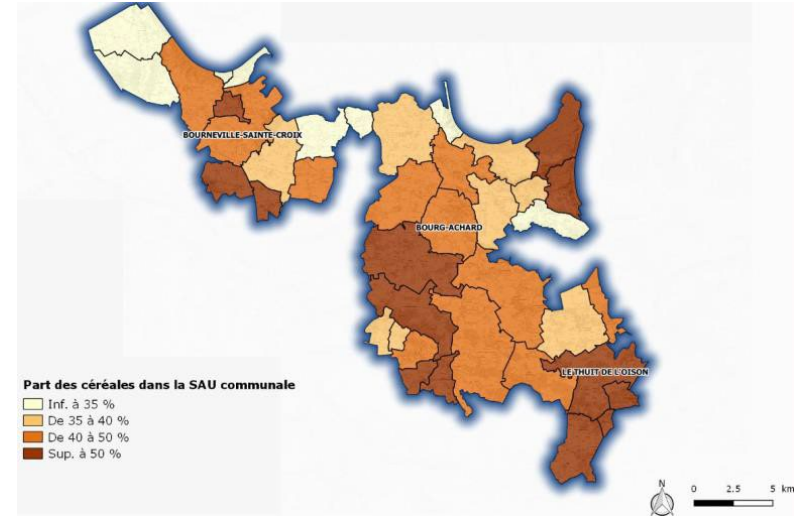 BOURNEVILLE-SAINTE-CROIX
BOURG-ACHARD
LE THUIT DE L'OISON
Part des céréales dans la SAU communale
Inf. à 35 %
De 35 à 40 %
De 40 à 50 %
Sup. à 50 %
N
0 2.5 5 km